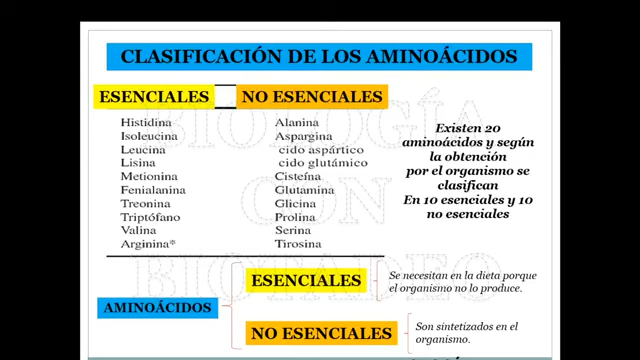 CLASIFICACIÓN DE LOS AMINOÁCIDOS
ESENCIALES
NO ESENCIALES
Histidina
Isoleucina
Leucina
Lisina
Metionina
Fenialanina
Treonina
Triptófano
Valina
Arginina*
Alanina
Aspargina
cido aspártico
cido glutámico
Cisteína
Glutamina
Glicina
Prolina
Serina
Tirosina
Existen 20
aminoácidos y según
la obtención
por el organismo se
clasifican
En 10 esenciales y 10
no esenciales
BIOLOGÍA
CON
BIOTADEO
AMINOÁCIDOS
ESENCIALES
Se necesitan en la dieta porque
el organismo no lo produce.
NO ESENCIALES
Son sintetizados en el
organismo.